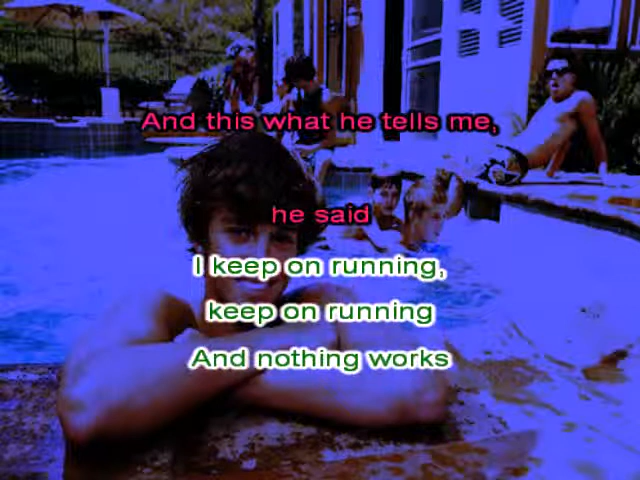 And this what he tells me,
he said
I keep on running,
keep on running
And nothing works